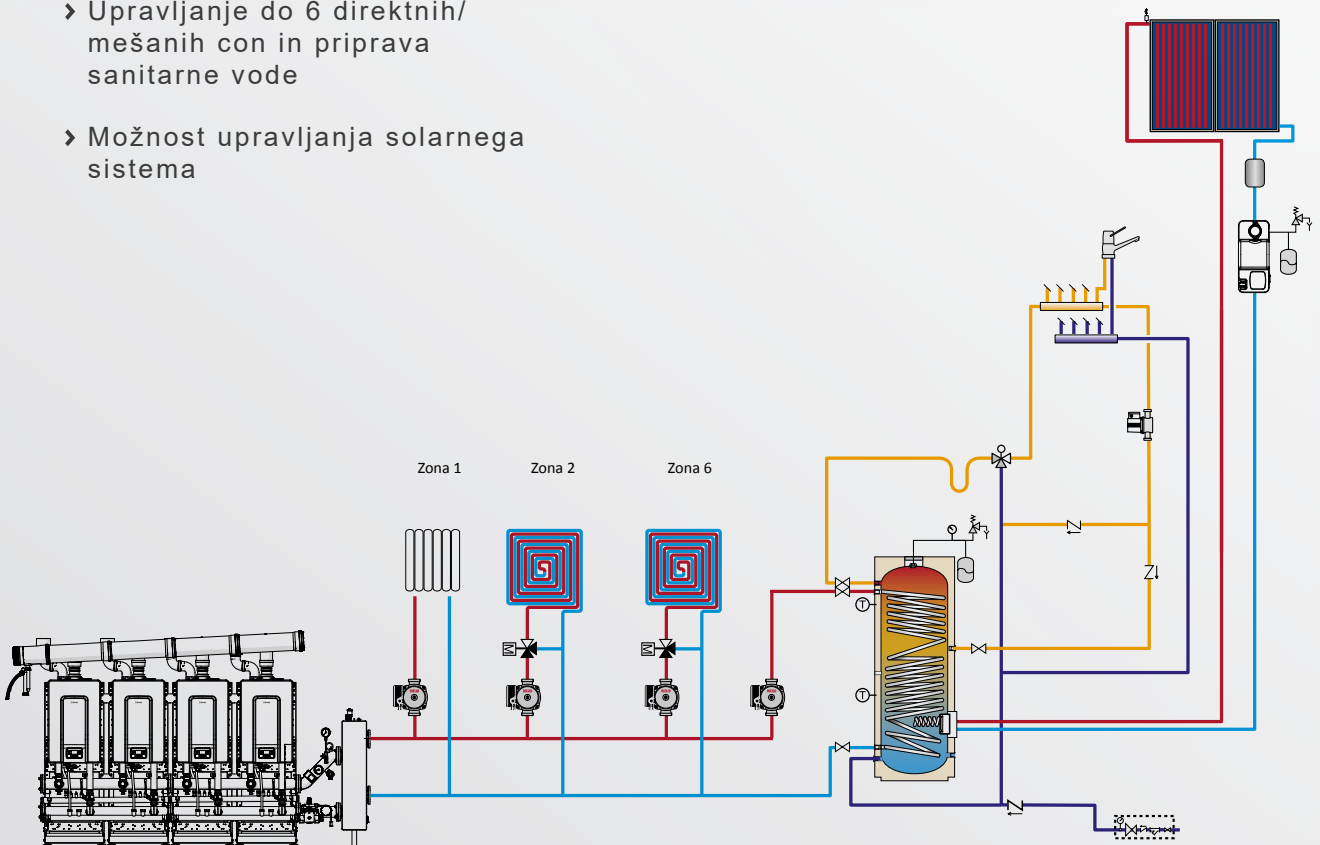 › Upravljanje do 6 direktnih/
mešanih con in priprava
sanitarne vode
› Možnost upravljanja solarnega
sistema
Zona 1
Zona 2
Zona 6
M
M
T
T